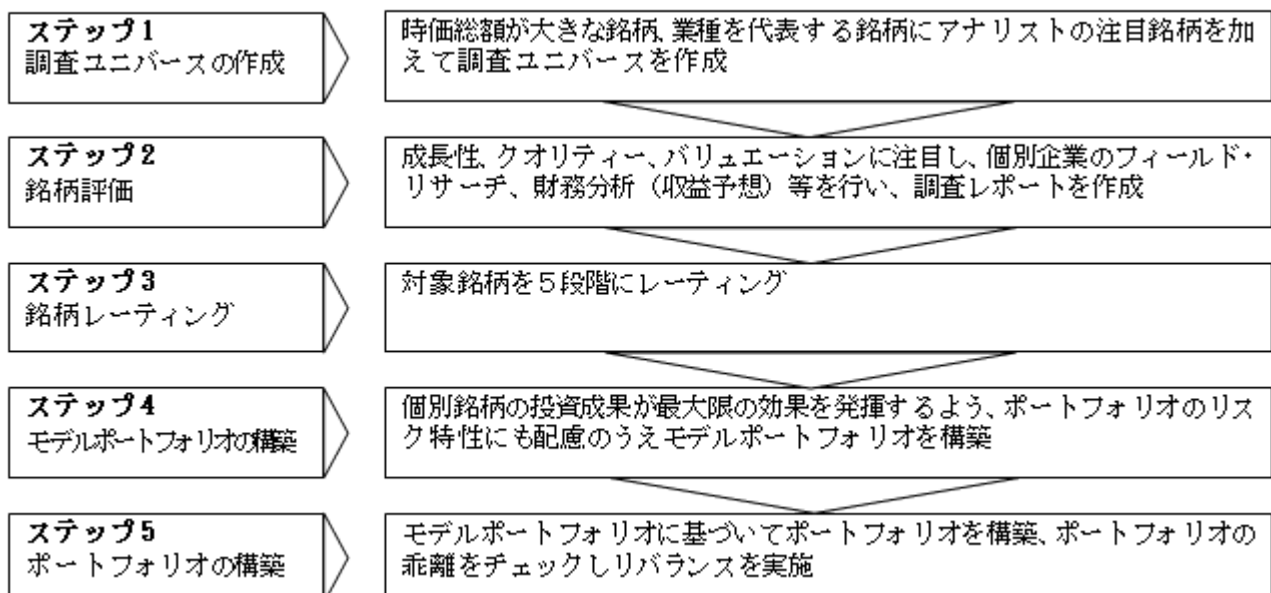 ステップ1
調査ユニバースの作成
時価総額が大きな銘柄、業種を代表する銘柄にアナリストの注目銘柄を加
えて調査ユニバースを作成
ステップ2
銘柄評価
成長性、クオリティー、バリュエーションに注目し、個別企業のフィールド・
リサーチ、財務分析（収益予想）等を行い、調査レポートを作成
ステップ3
銘柄レーティング
対象銘柄を５段階にレーティング
ステップ4
モデルポートフォリオの構築
個別銘柄の投資成果が最大限の効果を発揮するよう、ポートフォリオのリス
ク特性にも配慮のうえモデルポートフォリオを構築
ステップ5
ポートフォリオの構築
モデルポートフォリオに基づいてポートフォリオを構築、ポートフォリオの
乖離をチェックしリバランスを実施